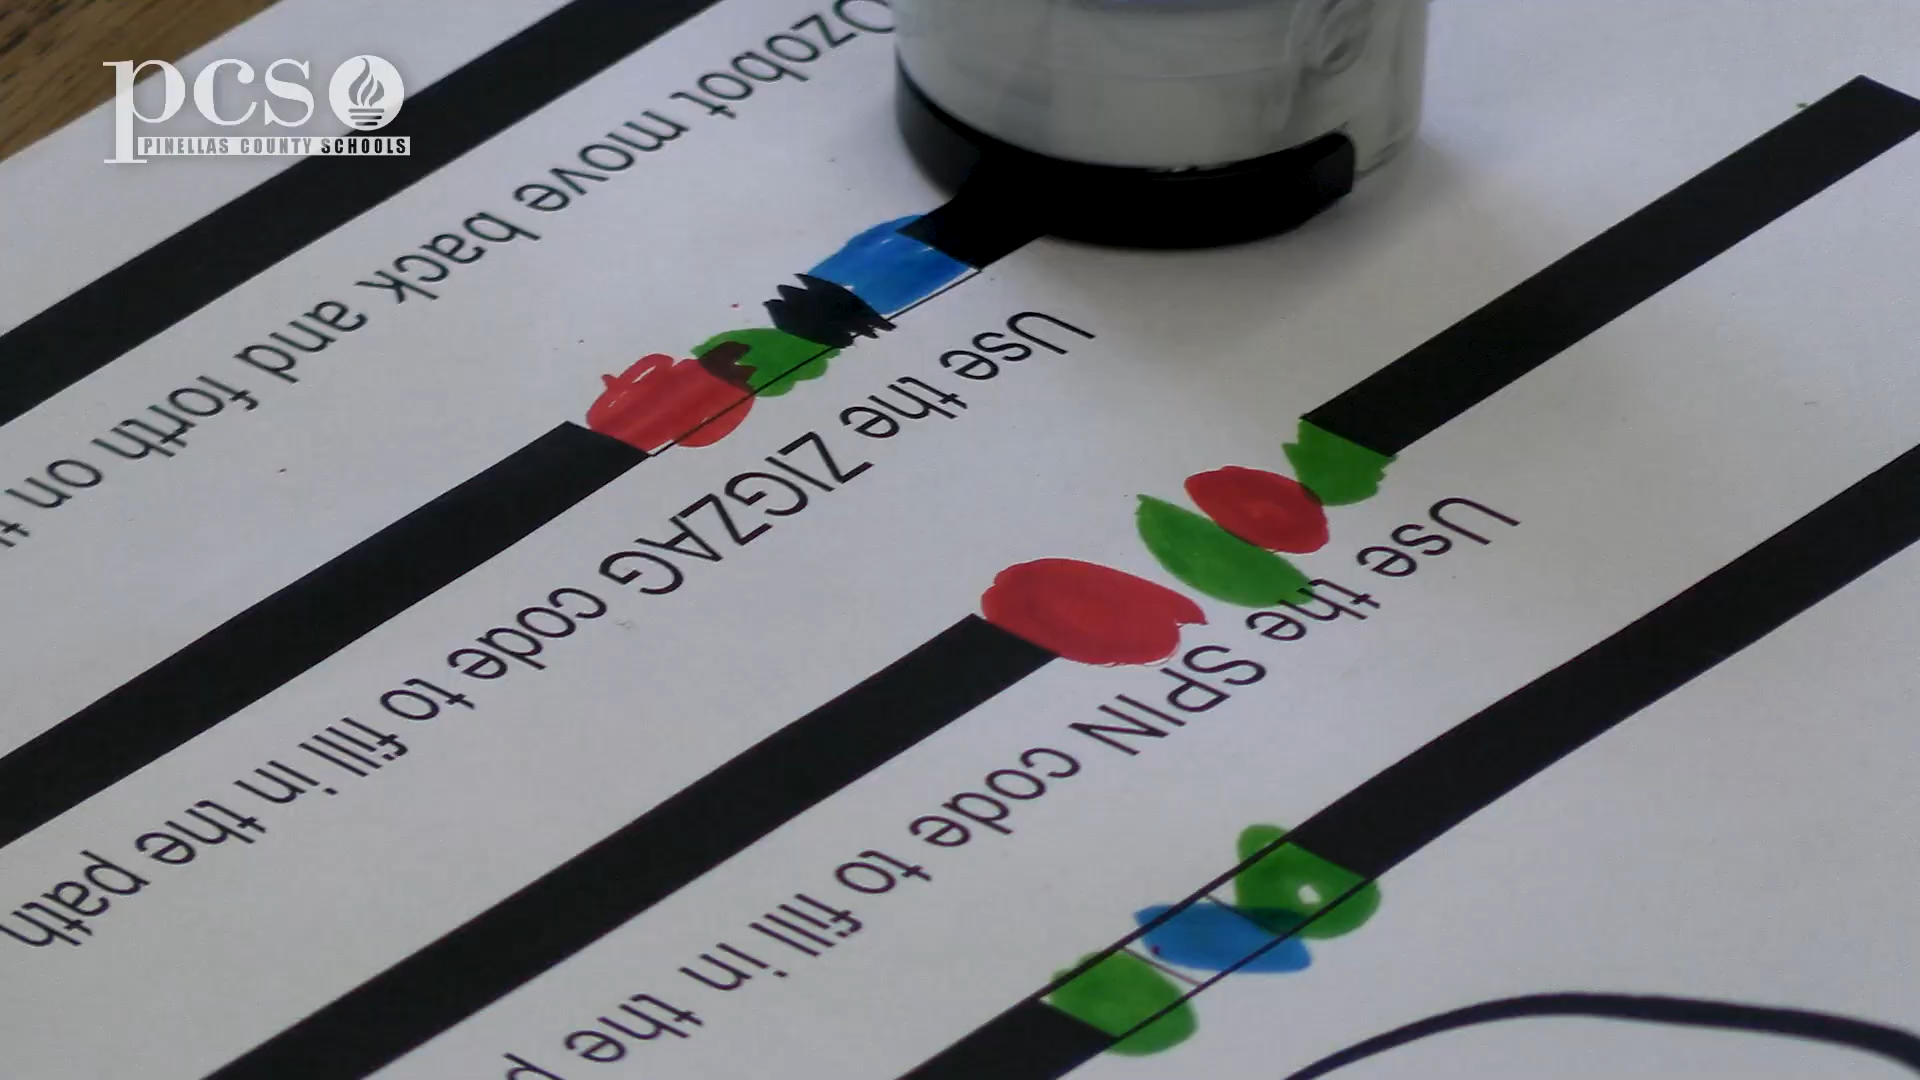 pcs
PINELLAS COUNTY SCHOOLS
Ozobot move back and forth on
Use the ZIGZAG code to fill in the path
Use the SPIN code to fill in the